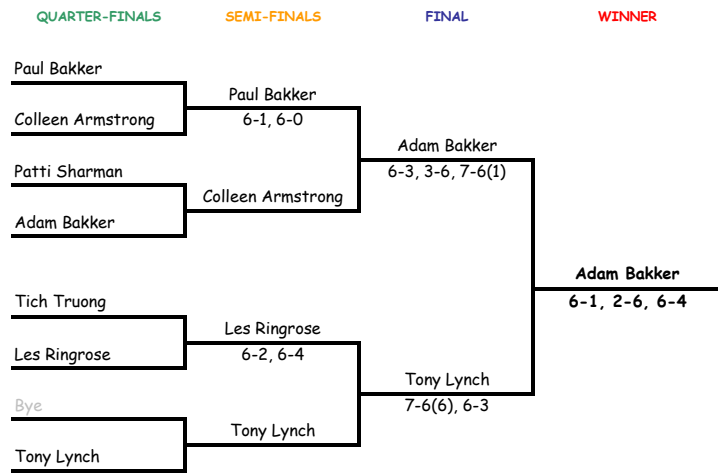 QUARTER-FINALS SEMI-FINALS FINAL WINNER
Paul Bakker
Colleen Armstrong
Patti Sharman
Adam Bakker
Tich Truong
Les Ringrose
Bye
Tony Lynch
Paul Bakker
6-1, 6-0
Colleen Armstrong
Les Ringrose
6-2, 6-4
Tony Lynch
Adam Bakker
6-3, 3-6, 7-6(1)
Tony Lynch
7-6(6), 6-3
Adam Bakker
6-1, 2-6, 6-4